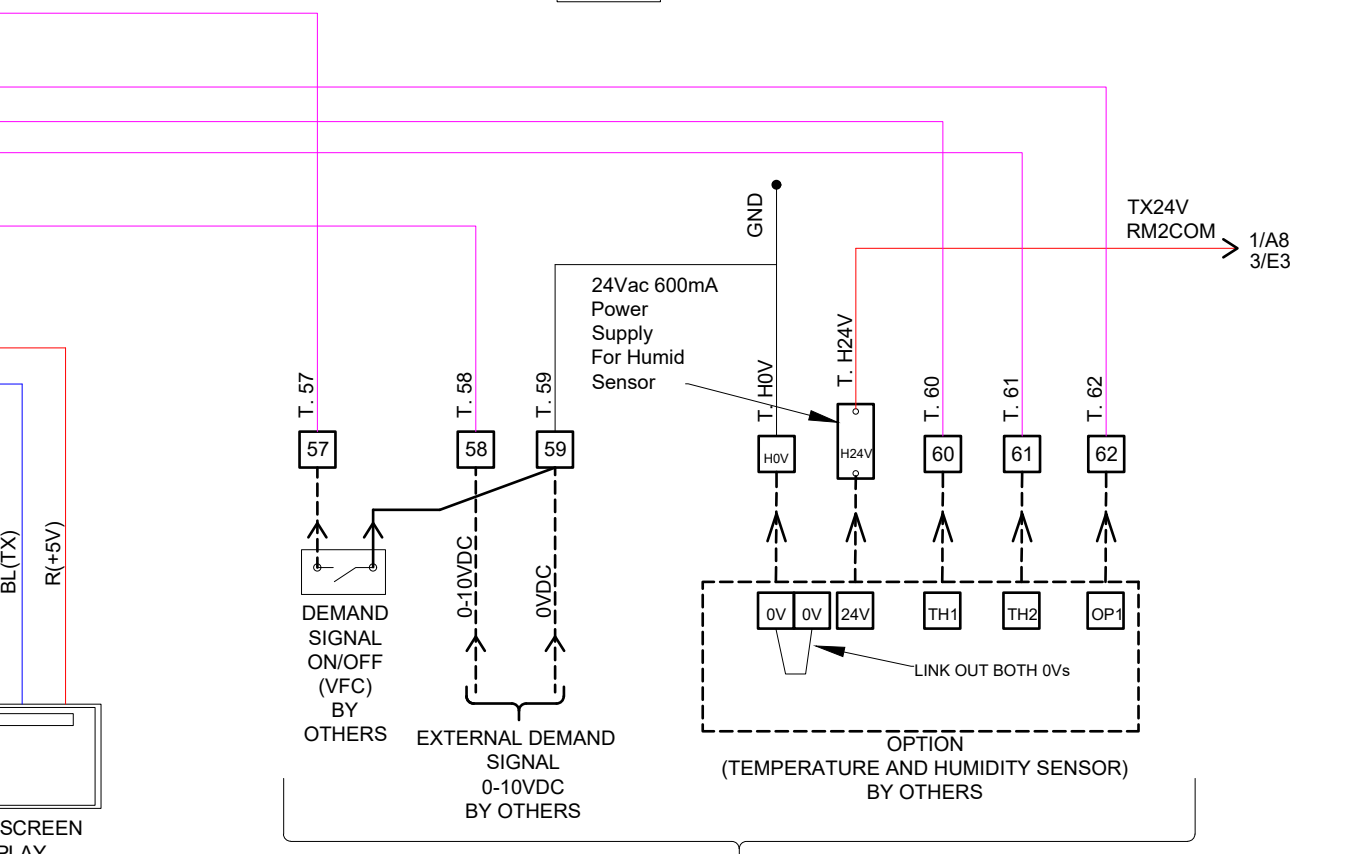 GND
TX24V
RM2COM
1/A8
3/E3
24Vac 600mA
Power
Supply
For Humid
Sensor
T. 57
T. 58
T. 59
T. H0V
T. H24V
T. 60
T. 61
T. 62
57
58
59
H0V
H24V
60
61
62
BL(TX)
R(+5V)
0-10VDC
0VDC
DEMAND
SIGNAL
ON/OFF
(VFC)
BY
OTHERS
EXTERNAL DEMAND
SIGNAL
0-10VDC
BY OTHERS
0V
0V
24V
TH1
TH2
OP1
LINK OUT BOTH 0Vs
OPTION
(TEMPERATURE AND HUMIDITY SENSOR)
BY OTHERS
SCREEN
PLAY